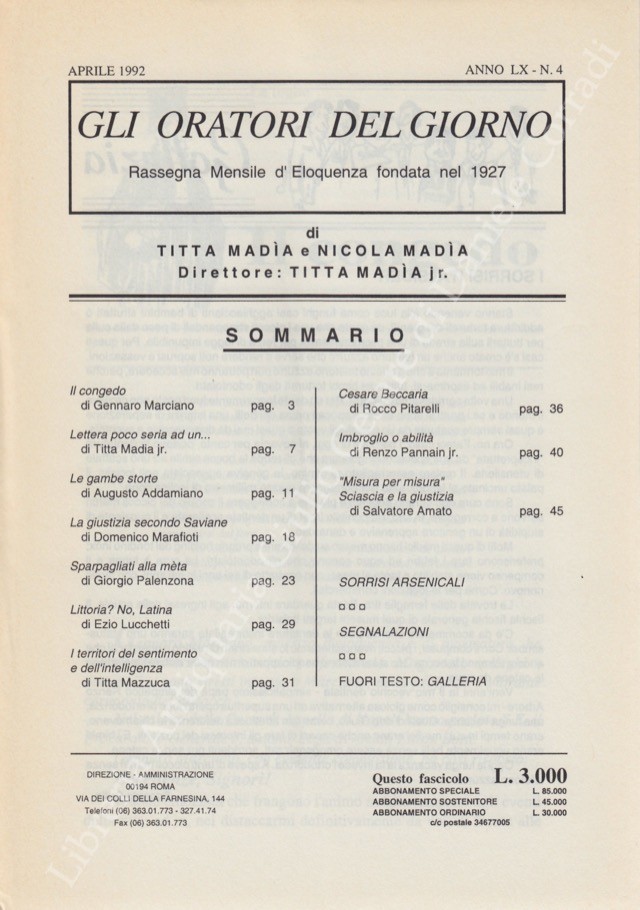 APRILE 1992
ANNO LX - N. 4
GLI ORATORI DEL GIORNO
Rassegna Mensile d'Eloquenza fondata nel 1927
di
TITTA MADÌA e NICOLA MADÌA
Direttore: TITTA MADÌA jr.
SOMMARIO
Il congedo
di Gennaro Marciano pag. 3
Lettera poco seria ad un...
di Titta Madia jr. pag. 7
Le gambe storte
di Augusto Addamiano pag. 11
La giustizia secondo Saviane
di Domenico Marafioti pag. 18
Sparpagliati alla mèta
di Giorgio Palenzona pag. 23
Littoria? No, Latina
di Ezio Lucchetti pag. 29
I territori del sentimento
e dell'intelligenza
di Titta Mazzuca pag. 31
Cesare Beccaria
di Rocco Pitarelli pag. 36
Imbroglio o abilità
di Renzo Pannain jr. pag. 40
"Misura per misura"
Sciascia e la giustizia
di Salvatore Amato pag. 45
SORRISI ARSENICALI
SEGNALAZIONI
FUORI TESTO: GALLERIA
DIREZIONE - AMMINISTRAZIONE
00194 ROMA
VIA DEI COLLI DELLA FARNESINA, 144
Telefoni (06) 363.01.773 - 327.41.74
Fax (06) 363.01.773
Questo fascicolo L. 3.000
ABBONAMENTO SPECIALE L. 85.000
ABBONAMENTO SOSTENITORE L. 45.000
ABBONAMENTO ORDINARIO L. 30.000
c/c postale 34677005